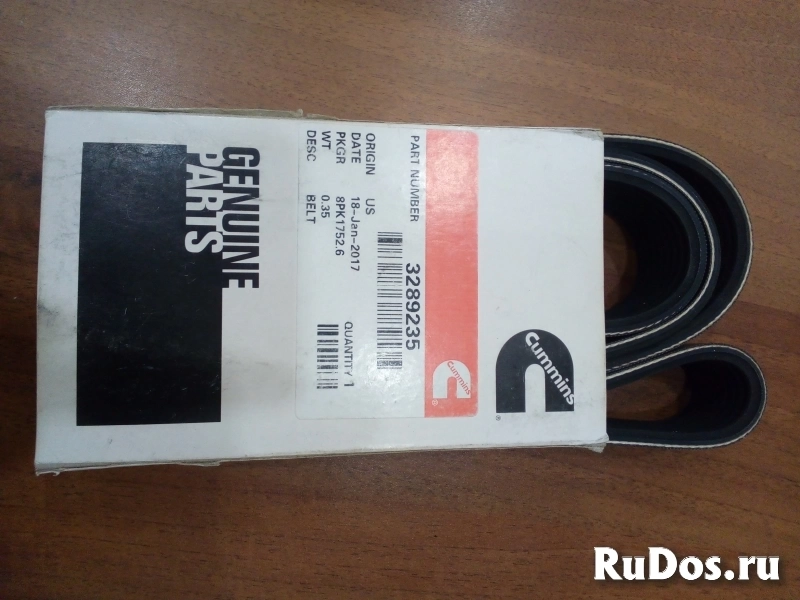 GENUINE
PARTS
PART NUMBER
3289235
ORIGIN US
DATE 18-Jan-2017
PKGR 8PK1752.6
WT 0.35
DESC BELT
QUANTITY 1
Cummins
®
Cummins
®
RuDos.ru